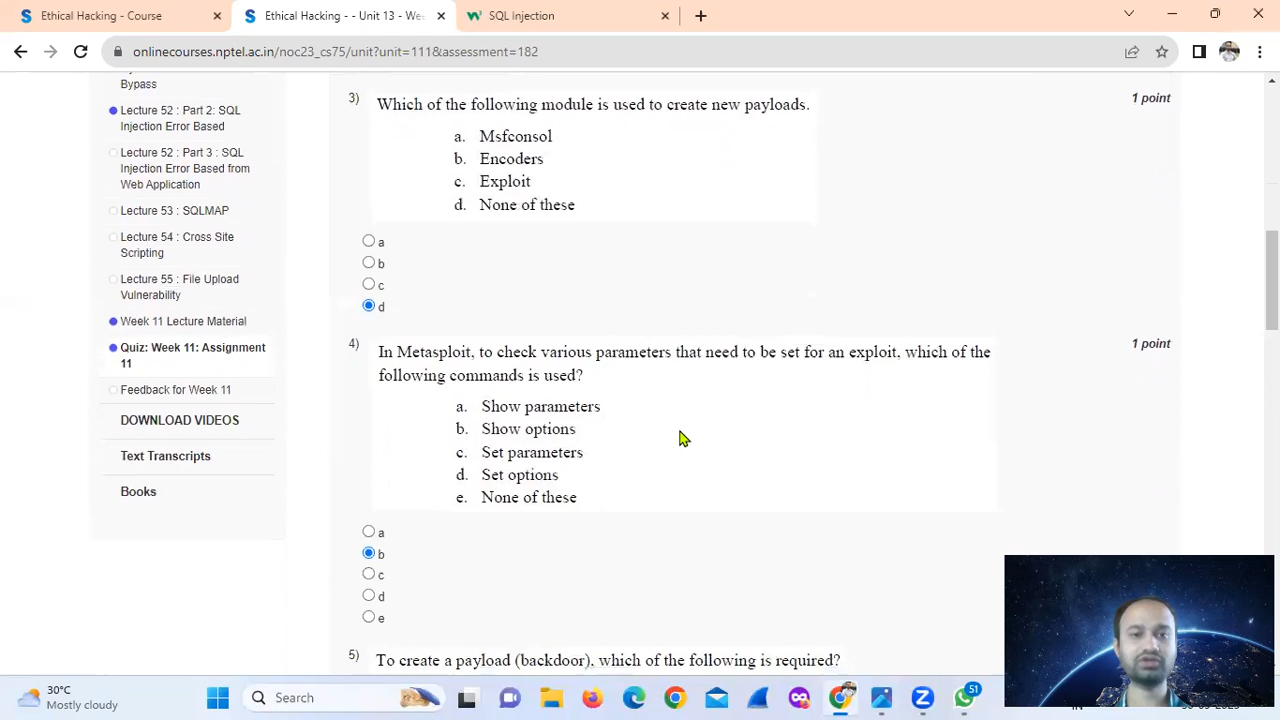 Ethical Hacking - Course
Ethical Hacking - - Unit 13 - We
SQL Injection
onlinecourses.nptel.ac.in/noc23_cs75/unit?unit=111&assessment=182
Bypass
Lecture 52 : Part 2: SQL
Injection Error Based
Lecture 52 : Part 3 : SQL
Injection Error Based from
Web Application
Lecture 53 : SQLMAP
Lecture 54 : Cross Site
Scripting
Lecture 55 : File Upload
Vulnerability
Week 11 Lecture Material
Quiz: Week 11: Assignment
11
Feedback for Week 11
DOWNLOAD VIDEOS
Text Transcripts
Books
3) Which of the following module is used to create new payloads. 1 point
a. Msfconsol
b. Encoders
c. Exploit
d. None of these
a
b
c
d
4) In Metasploit, to check various parameters that need to be set for an exploit, which of the 1 point
following commands is used?
a. Show parameters
b. Show options
c. Set parameters
d. Set options
e. None of these
a
b
c
d
e
5) To create a payload (backdoor), which of the following is required?
30°C
Mostly cloudy
Search
51